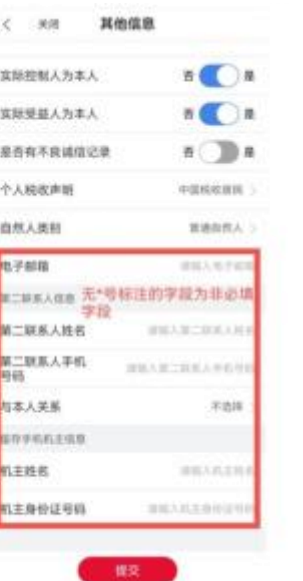 < 关闭 其他信息
实际控制人为本人 否 是
实际受益人为本人 否 是
是否有不良诚信记录 否 是
个人税收声明 中国税收居民 >
自然人类别 普通自然人 >
电子邮箱 请输入电子邮箱
第二联系人信息 无*号标注的字段为非必填
字段
第二联系人姓名 请输入第二联系人姓名
第二联系人手机
号码 请输入第二联系人手机号码
与本人关系 不选择 >
留存手机机主信息
机主姓名 请输入机主姓名
机主身份证号码 请输入机主身份证号码
提交